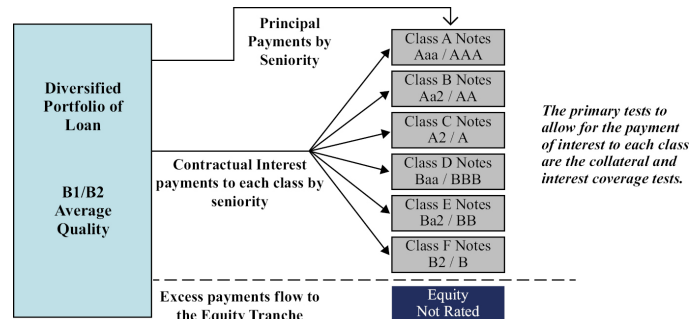 Principal
Payments by
Seniority
Diversified
Portfolio of
Loan
B1/B2
Average
Quality
Contractual Interest
payments to each class by
seniority
Class A Notes
Aaa / AAA
Class B Notes
Aa2 / AA
Class C Notes
A2 / A
Class D Notes
Baa / BBB
Class E Notes
Ba2 / BB
Class F Notes
B2 / B
The primary tests to
allow for the payment
of interest to each class
are the collateral and
interest coverage tests.
Excess payments flow to
the Equity Tranche
Equity
Not Rated